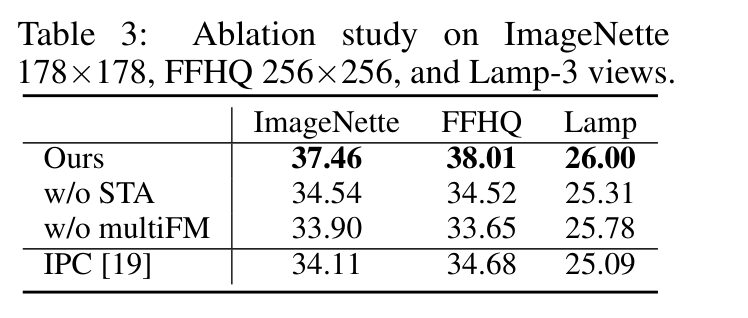 Table 3: Ablation study on ImageNette
178×178, FFHQ 256×256, and Lamp-3 views.
ImageNette FFHQ Lamp
Ours 37.46 38.01 26.00
w/o STA 34.54 34.52 25.31
w/o multiFM 33.90 33.65 25.78
IPC [19] 34.11 34.68 25.09